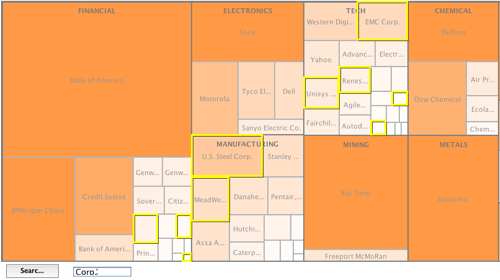 FINANCIAL
Bank of America
JPMorgan Chase
Credit Suisse
Bank of Ameri...
Genw...
Genw...
Sover...
Citiz...
Prin...
ELECTRONICS
Sony
Motorola
Tyco El...
Dell
Sanyo Electric Co.
TECH
Western Digi...
EMC Corp.
Yahoo
Advanc...
Electr...
Unisys ...
Renes...
Agile...
Fairchil...
Autod...
CHEMICAL
DuPont
Dow Chemical
Air Pr...
Ecola...
Chem...
MANUFACTURING
U.S. Steel Corp.
Stanley ...
MeadWe...
Danahe...
Pentair,...
Assa A...
Hutchi...
Caterp...
MINING
Rio Tinto
Freeport McMoRan
METALS
Searc...
Coro